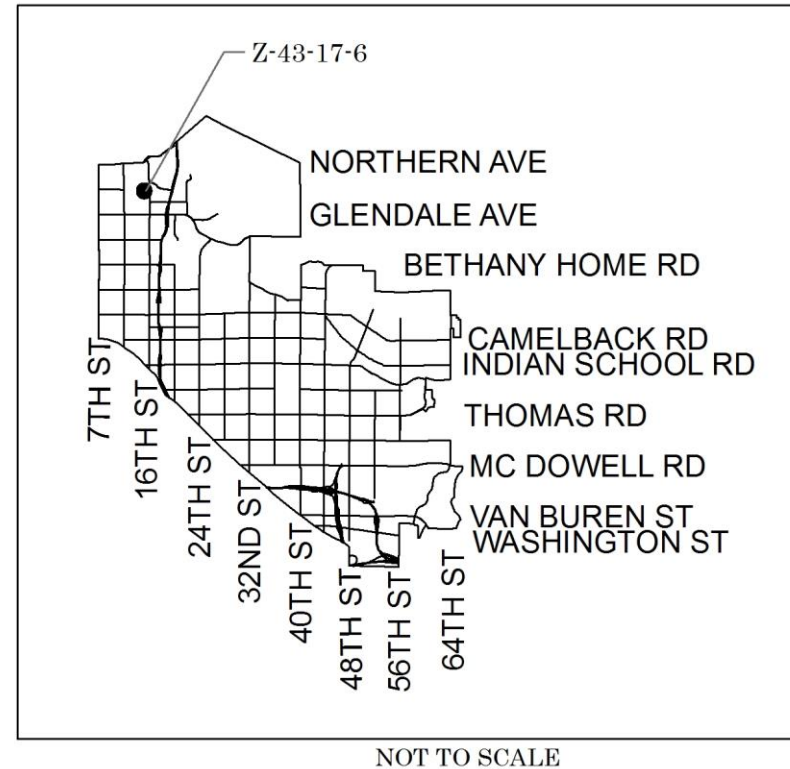 Z-43-17-6
NORTHERN AVE
GLENDALE AVE
BETHANY HOME RD
CAMELBACK RD
INDIAN SCHOOL RD
THOMAS RD
MC DOWELL RD
VAN BUREN ST
WASHINGTON ST
7TH ST
16TH ST
24TH ST
32ND ST
40TH ST
48TH ST
56TH ST
64TH ST
NOT TO SCALE